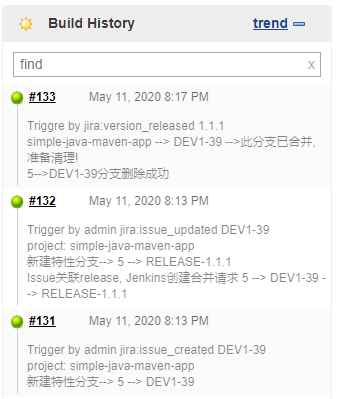 Build History trend
find x
#133 May 11, 2020 8:17 PM
Triggre by jira:version_released 1.1.1
simple-java-maven-app --> DEV1-39 -->此分支已合并,
准备清理!
5-->DEV1-39分支删除成功
#132 May 11, 2020 8:13 PM
Trigger by admin jira:issue_updated DEV1-39
project: simple-java-maven-app
新建特性分支--> 5 --> RELEASE-1.1.1
Issue关联release, Jenkins创建合并请求 5 --> DEV1-39 --
-> RELEASE-1.1.1
#131 May 11, 2020 8:13 PM
Trigger by admin jira:issue_created DEV1-39
project: simple-java-maven-app
新建特性分支--> 5 --> DEV1-39